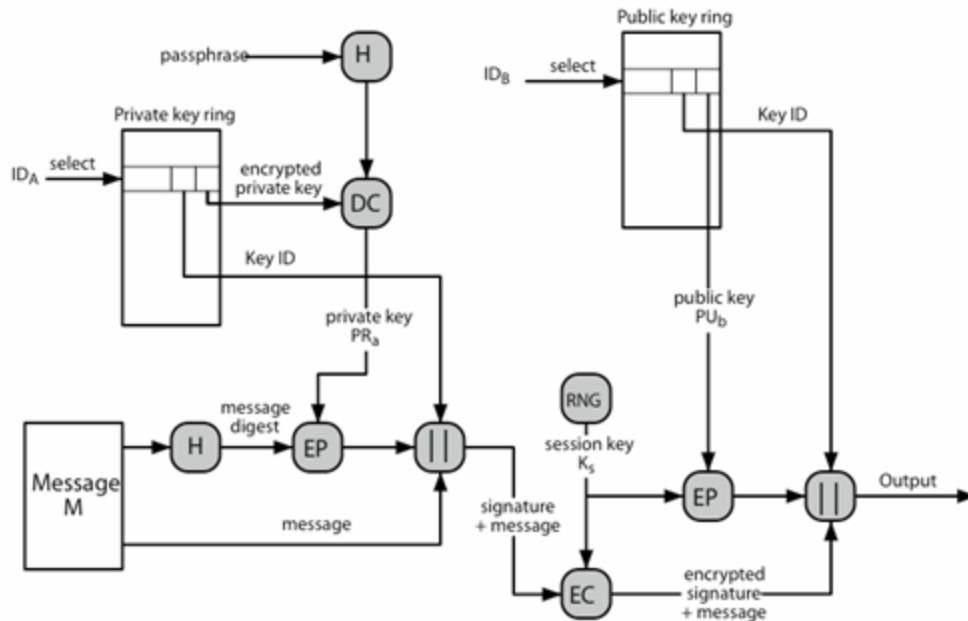 Public key ring
passphrase
H
ID_B
select
Private key ring
Key ID
ID_A
select
encrypted
private key
DC
Key ID
private key
PR_a
public key
PU_b
RNG
message
digest
H
EP
||
session key
K_s
Message
M
EP
||
Output
message
signature
+ message
EC
encrypted
signature
+ message